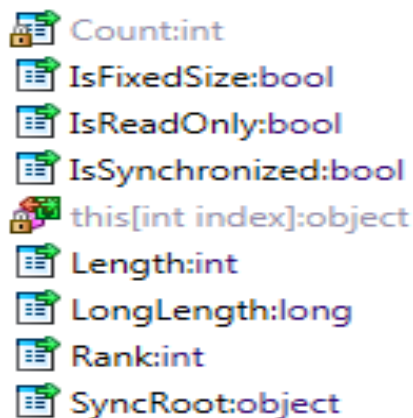 Count:int
IsFixedSize:bool
IsReadOnly:bool
IsSynchronized:bool
this[int index]:object
Length:int
LongLength:long
Rank:int
SyncRoot:object